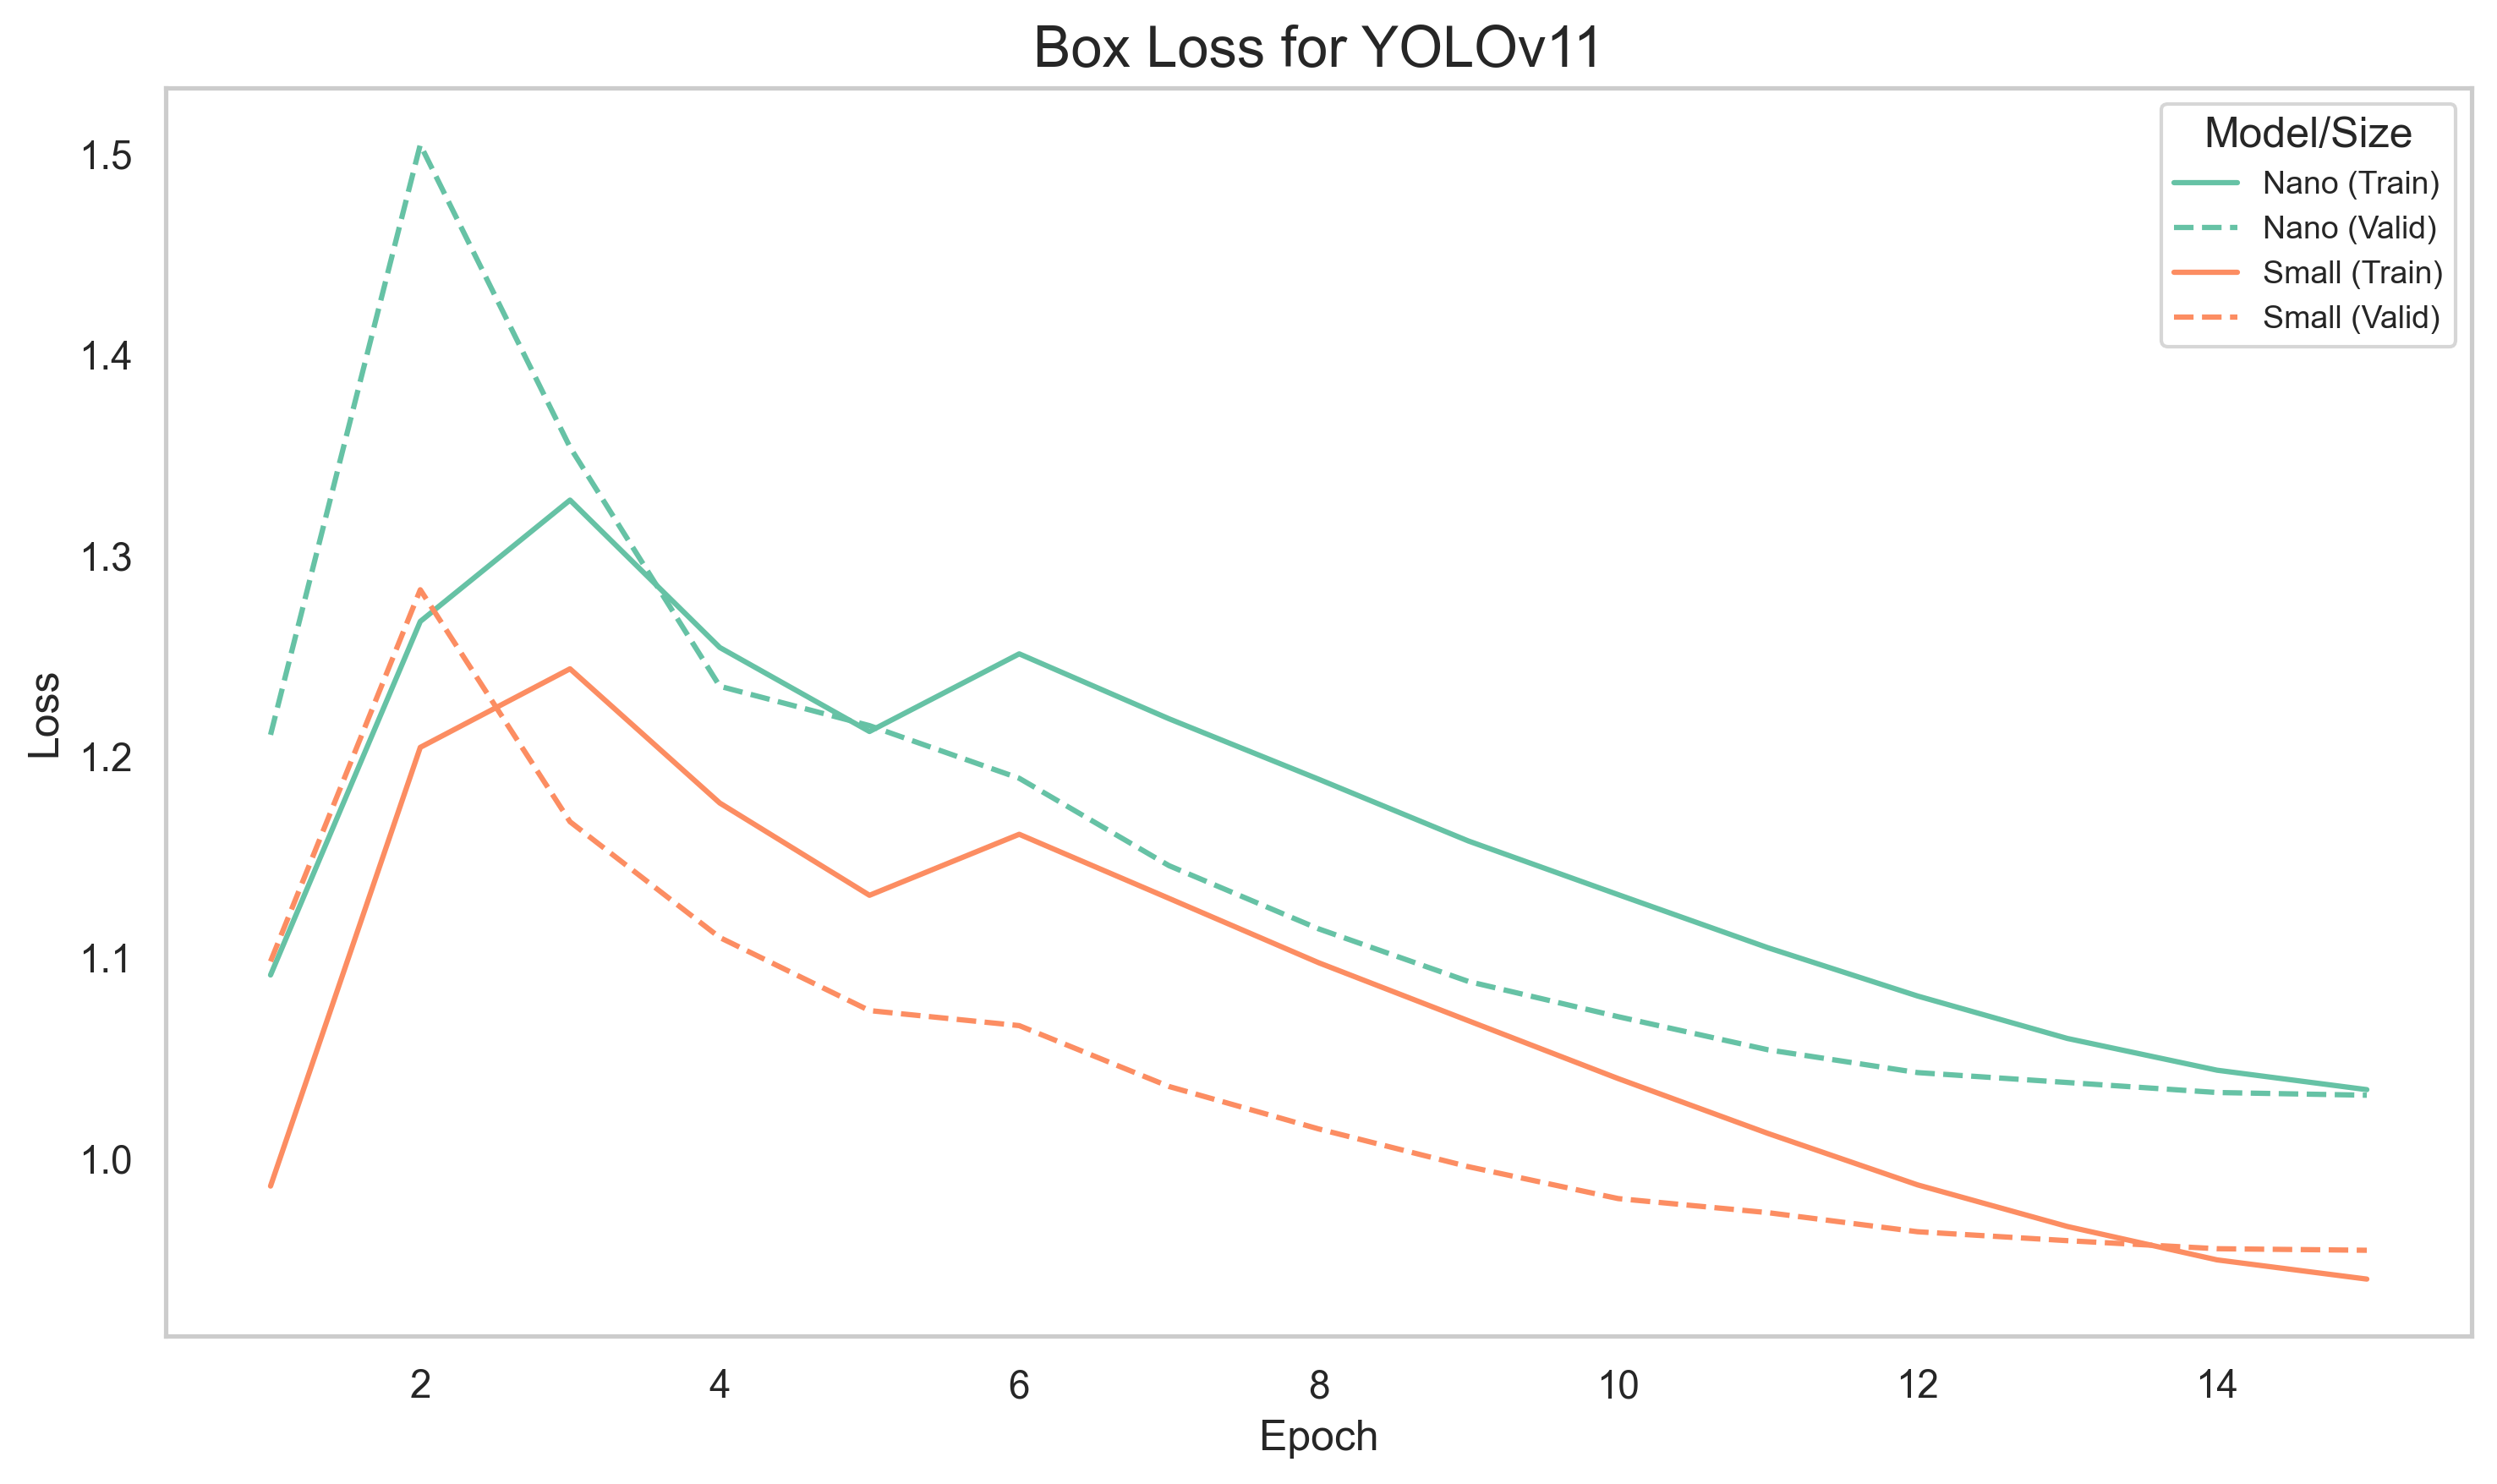 Box Loss for YOLOv11
Model/Size
Nano (Train)
Nano (Valid)
Small (Train)
Small (Valid)
Loss
1.5
1.4
1.3
1.2
1.1
1.0
2 4 6 8 10 12 14
Epoch